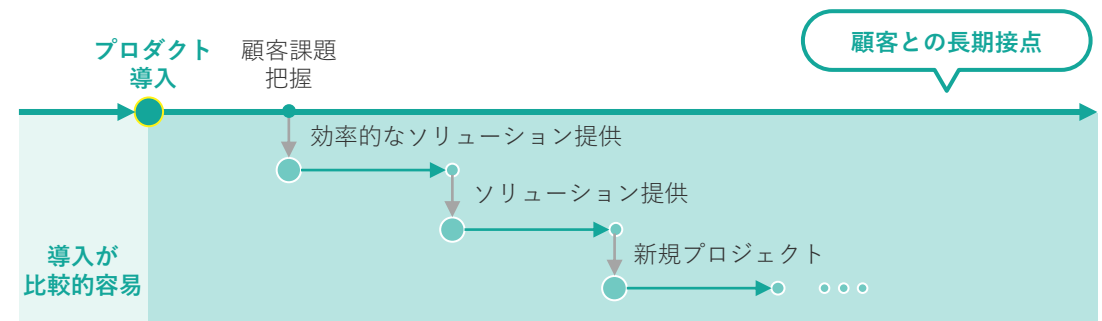 顧客との長期接点
プロダクト
導入
顧客課題
把握
効率的なソリューション提供
ソリューション提供
新規プロジェクト
導入が
比較的容易